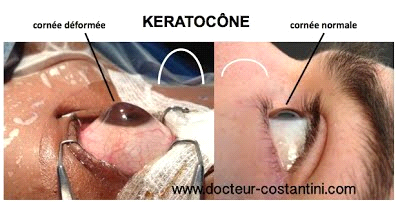 KERATOCÔNE
cornée déformée
cornée normale
www.docteur-costantini.com